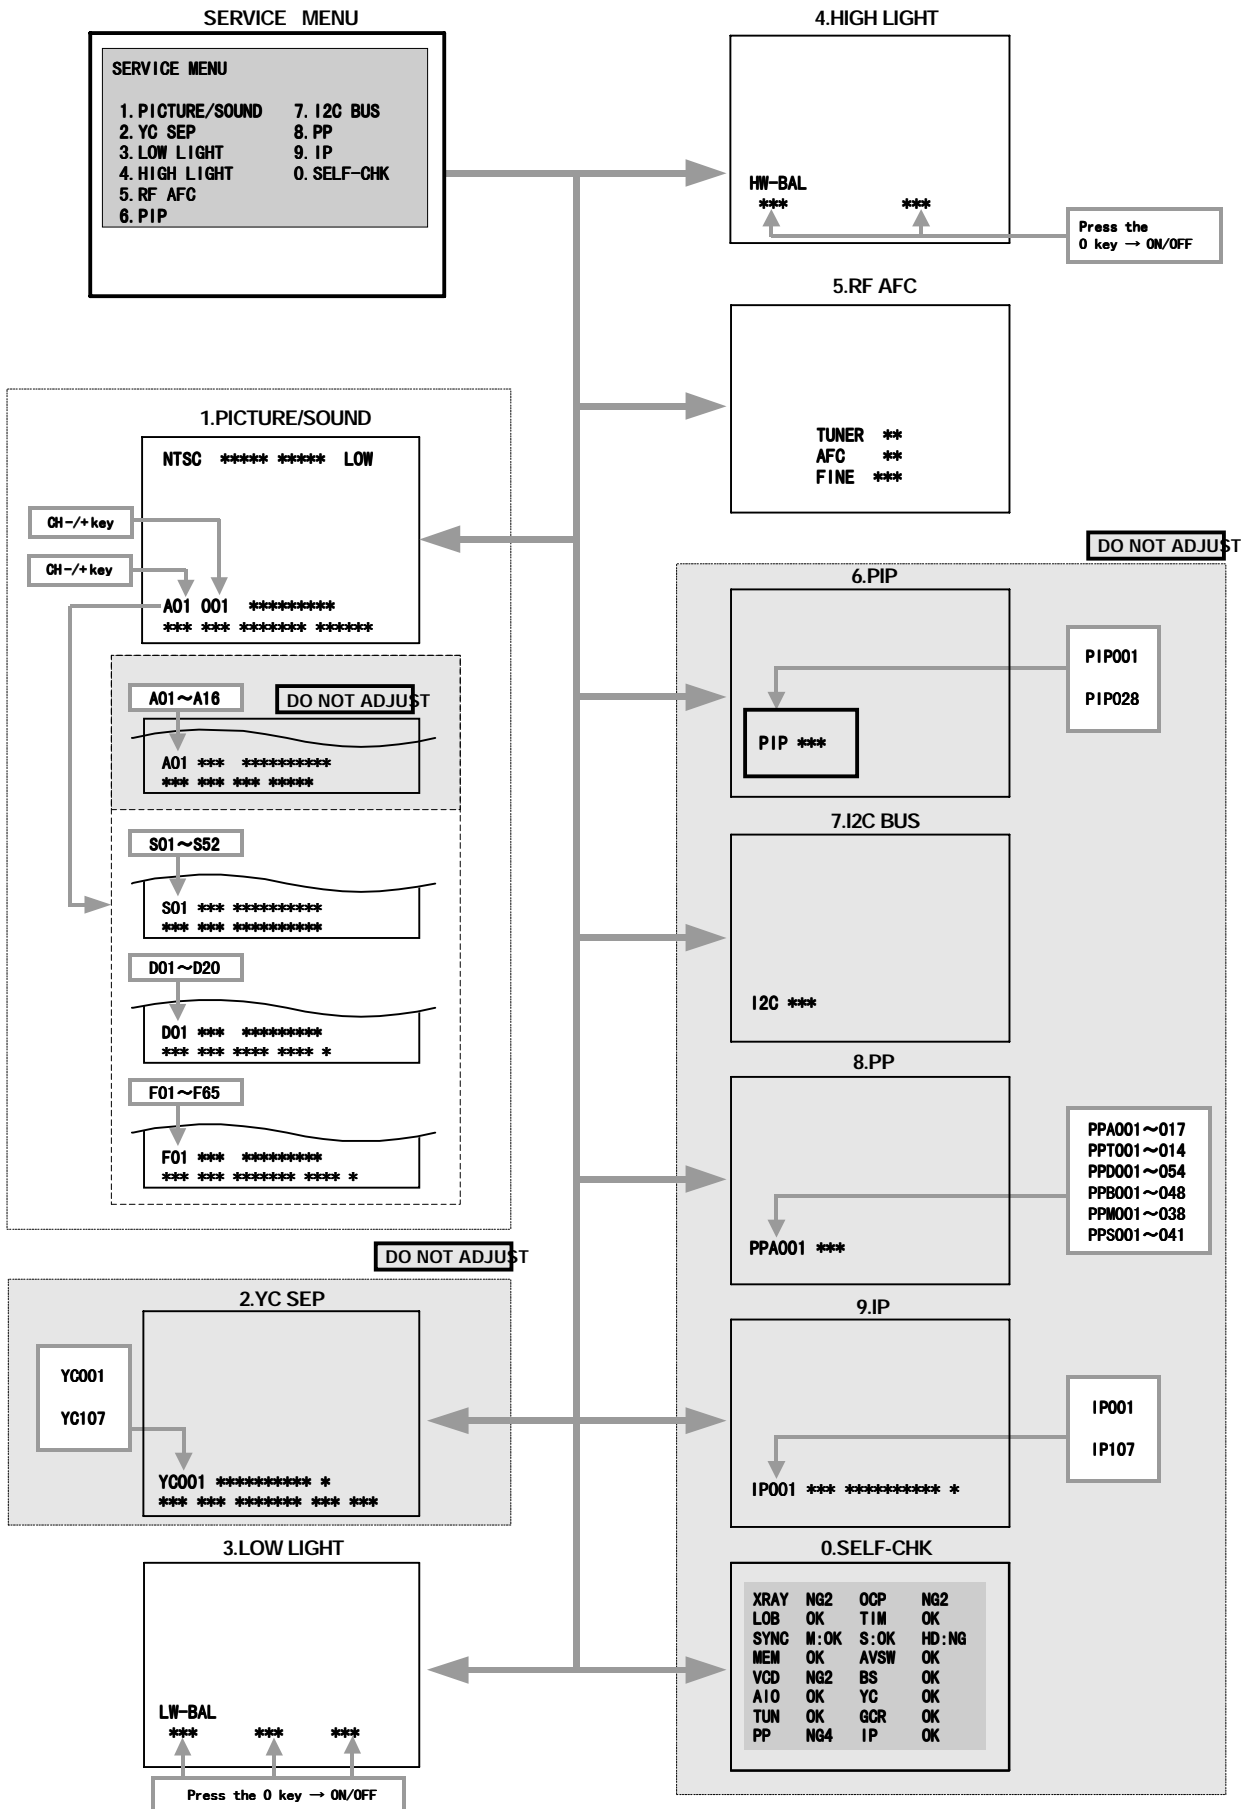 SERVICE MENU
SERVICE MENU
1. PICTURE/SOUND 7. I2C BUS
2. YC SEP 8. PP
3. LOW LIGHT 9. IP
4. HIGH LIGHT 0. SELF-CHK
5. RF AFC
6. PIP
4.HIGH LIGHT
HW-BAL
*** ***
Press the
0 key → ON/OFF
5.RF AFC
TUNER **
AFC **
FINE ***
1.PICTURE/SOUND
NTSC ***** ***** LOW
CH-/+key
CH-/+key
A01 001 *********
*** *** ******* ******
A01~A16
DO NOT ADJUST
A01 *** **********
*** *** *** *****
S01~S52
S01 *** **********
*** *** **********
D01~D20
D01 *** *********
*** *** **** **** *
F01~F65
F01 *** *********
*** *** ******* **** *
DO NOT ADJUST
2.YC SEP
YC001
YC107
YC001 ********** *
*** *** ******* *** ***
3.LOW LIGHT
LW-BAL
*** *** ***
Press the 0 key → ON/OFF
DO NOT ADJUST
6.PIP
PIP001
PIP028
PIP ***
7.I2C BUS
I2C ***
8.PP
PPA001~017
PPT001~014
PPD001~054
PPB001~048
PPM001~038
PPS001~041
PPA001 ***
9.IP
IP001
IP107
IP001 *** ********** *
0.SELF-CHK
XRAY NG2 OCP NG2
LOB OK TIM OK
SYNC M:OK S:OK HD:NG
MEM OK AVSW OK
VCD NG2 BS OK
AIO OK YC OK
TUN OK GCR OK
PP NG4 IP OK